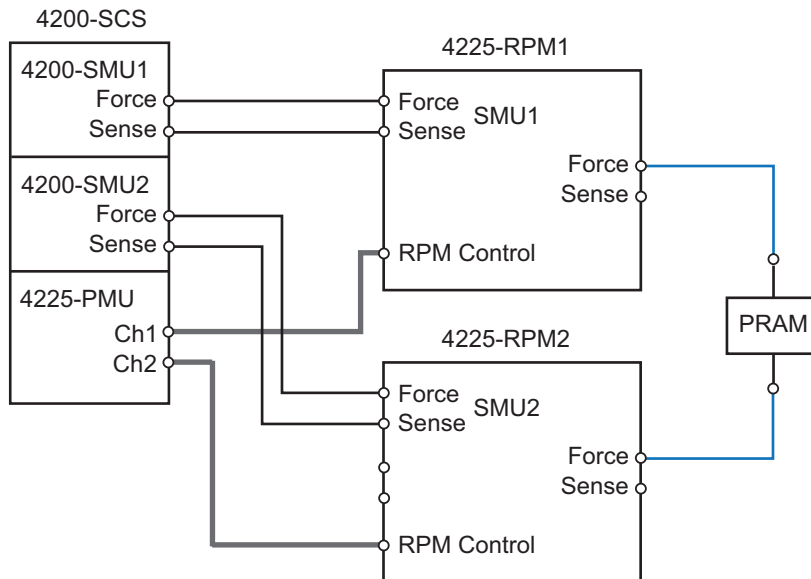 4200-SCS
4200-SMU1
Force
Sense
4200-SMU2
Force
Sense
4225-PMU
Ch1
Ch2
4225-RPM1
Force
SMU1
Sense
Force
Sense
RPM Control
4225-RPM2
Force
SMU2
Sense
Force
Sense
RPM Control
PRAM